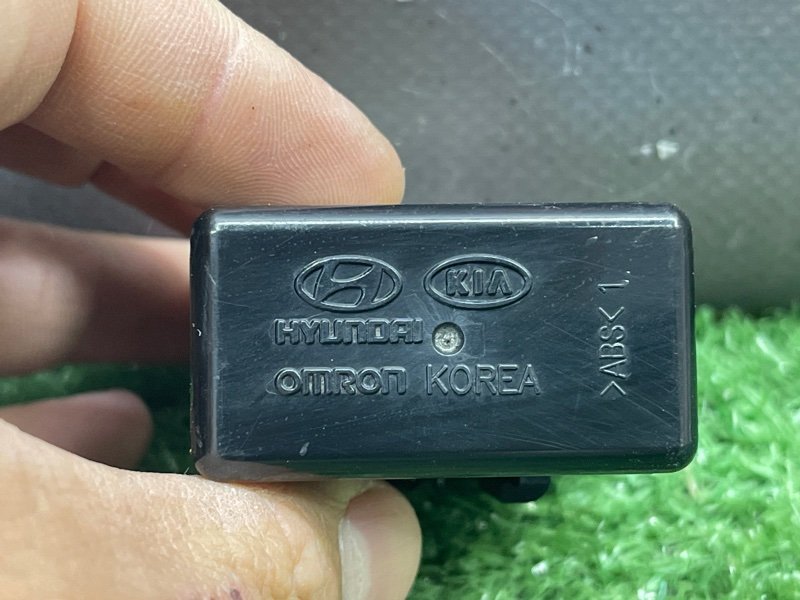 KIA
HYUNDAI
OMRON KOREA
>ABS< 1